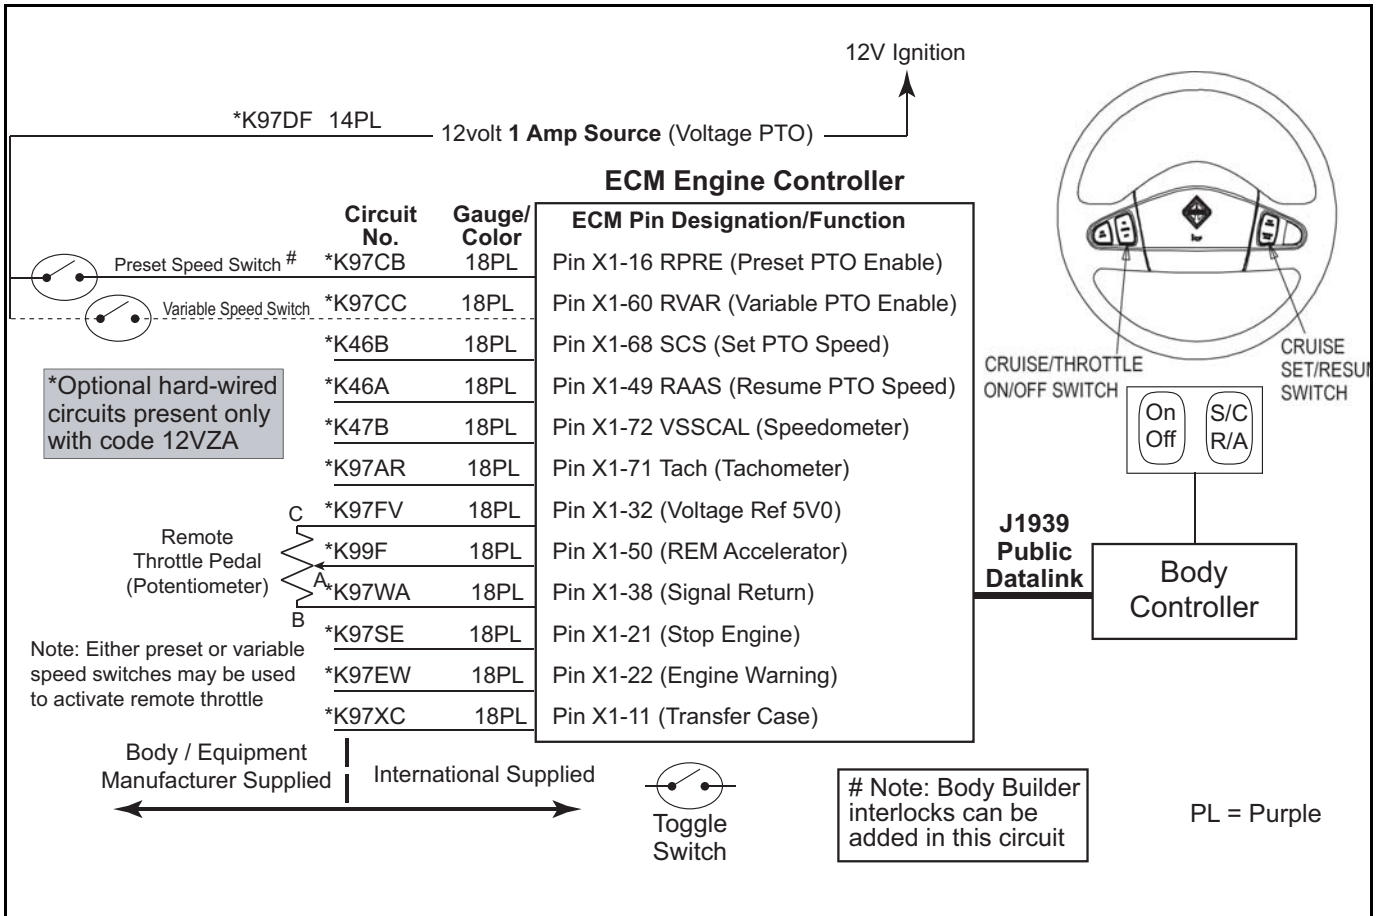 12V Ignition
*K97DF 14PL
12volt 1 Amp Source (Voltage PTO)
ECM Engine Controller
Circuit No.
Gauge/ Color
ECM Pin Designation/Function
Preset Speed Switch # *K97CB 18PL Pin X1-16 RPRE (Preset PTO Enable)
Variable Speed Switch *K97CC 18PL Pin X1-60 RVAR (Variable PTO Enable)
*K46B 18PL Pin X1-68 SCS (Set PTO Speed)
*K46A 18PL Pin X1-49 RAAS (Resume PTO Speed)
*K47B 18PL Pin X1-72 VSSCAL (Speedometer)
*K97AR 18PL Pin X1-71 Tach (Tachometer)
*K97FV 18PL Pin X1-32 (Voltage Ref 5V0)
*K99F 18PL Pin X1-50 (REM Accelerator)
*K97WA 18PL Pin X1-38 (Signal Return)
*K97SE 18PL Pin X1-21 (Stop Engine)
*K97EW 18PL Pin X1-22 (Engine Warning)
*K97XC 18PL Pin X1-11 (Transfer Case)
*Optional hard-wired
circuits present only
with code 12VZA
C
Remote
Throttle Pedal
(Potentiometer)
A
B
Note: Either preset or variable
speed switches may be used
to activate remote throttle
Body / Equipment
Manufacturer Supplied
International Supplied
Toggle
Switch
# Note: Body Builder
interlocks can be
added in this circuit
PL = Purple
CRUISE/THROTTLE
ON/OFF SWITCH
CRUISE
SET/RESU
SWITCH
On
Off
S/C
R/A
J1939
Public
Datalink
Body
Controller